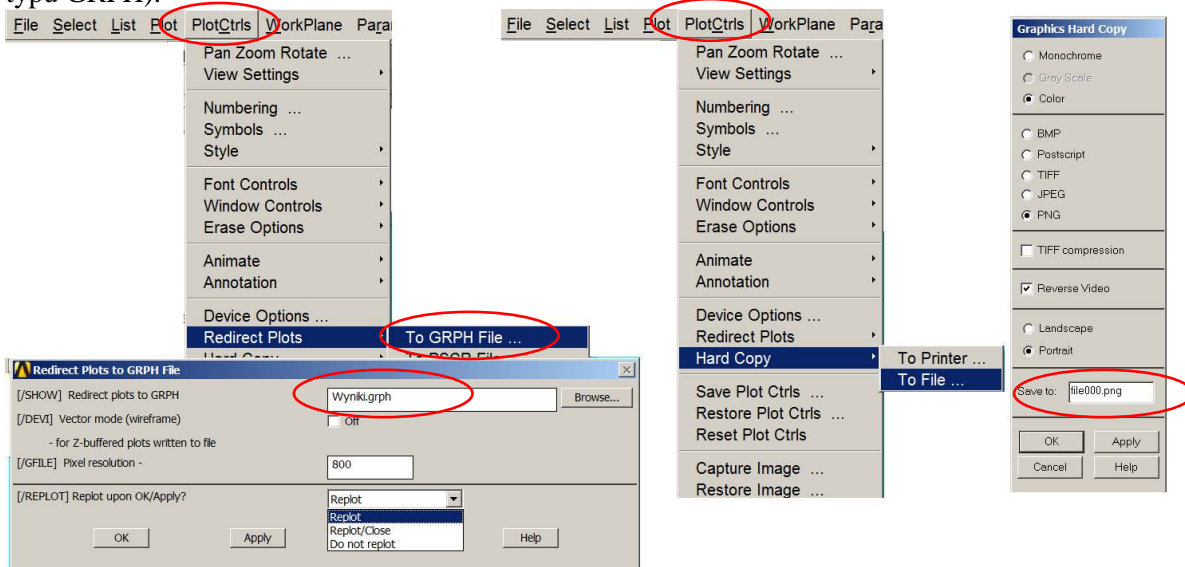 typu GRPH).
File Select List Plot PlotCtrls WorkPlane Para
Pan Zoom Rotate ...
View Settings
Numbering ...
Symbols ...
Style
Font Controls
Window Controls
Erase Options
Animate
Annotation
Device Options ...
Redirect Plots
To GRPH File ...
Hard Copy
To PSCR File
Redirect Plots to GRPH File
[/SHOW] Redirect plots to GRPH
Wyniki.grph
Browse...
[/DEVI] Vector mode (wireframe)
Off
- for Z-buffered plots written to file
[/GFILE] Pixel resolution -
800
[/REPLOT] Replot upon OK/Apply?
Replot
Replot
Replot/Close
Do not replot
OK
Apply
Help
File Select List Plot PlotCtrls WorkPlane Para
Pan Zoom Rotate ...
View Settings
Numbering ...
Symbols ...
Style
Font Controls
Window Controls
Erase Options
Animate
Annotation
Device Options ...
Redirect Plots
Hard Copy
To Printer ...
To File ...
Save Plot Ctrls ...
Restore Plot Ctrls ...
Reset Plot Ctrls
Capture Image ...
Restore Image ...
Graphics Hard Copy
Monochrome
Gray Scale
Color
BMP
Postscript
TIFF
JPEG
PNG
TIFF compression
Reverse Video
Landscape
Portrait
Save to: file000.png
OK
Apply
Cancel
Help